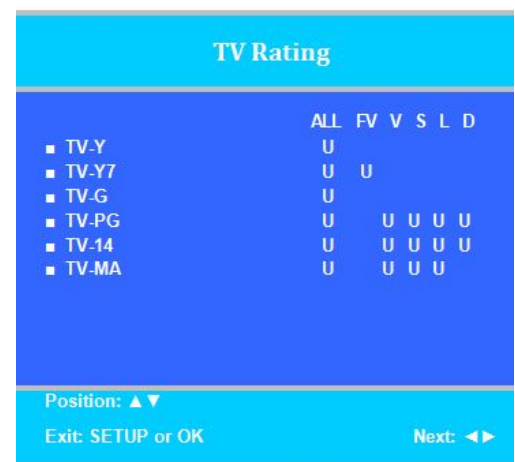 TV Rating
ALL FV V S L D
■ TV-Y U
■ TV-Y7 U U
■ TV-G U
■ TV-PG U U U U U
■ TV-14 U U U U U
■ TV-MA U U U U
Position: ▲▼
Exit: SETUP or OK Next: ◄►